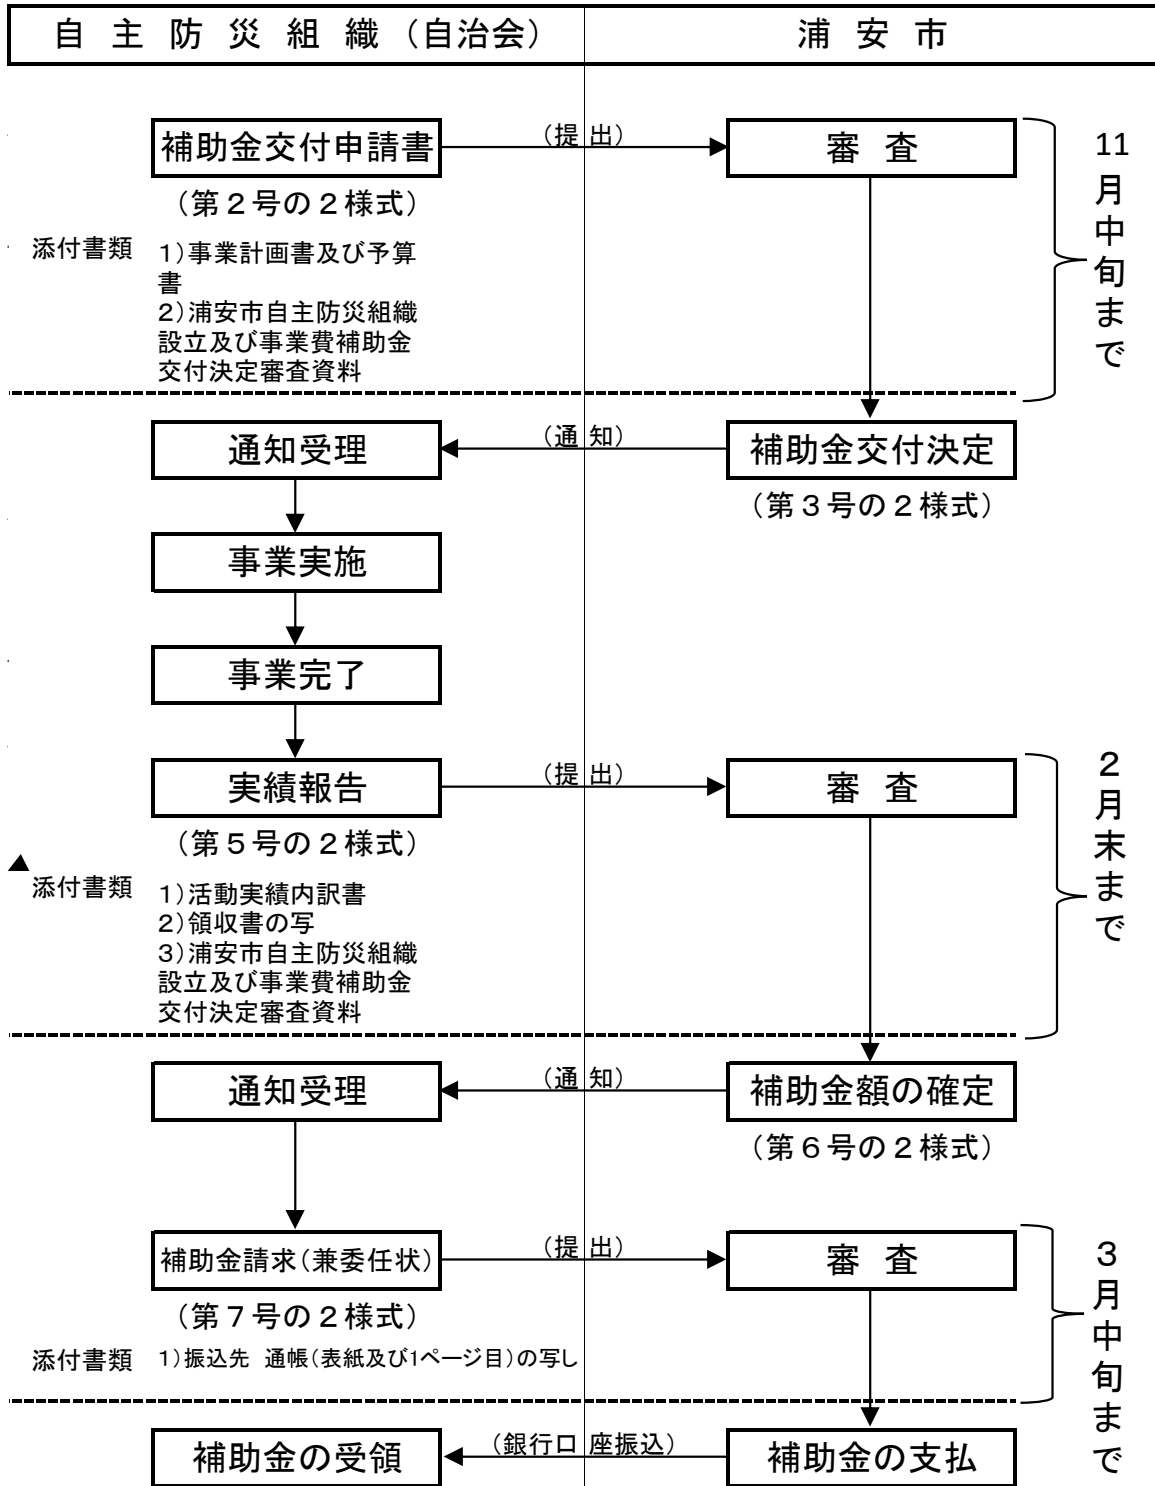 自 主 防 災 組 織 （自治会）
浦 安 市
補助金交付申請書
（提 出）
審 査
（第２号の２様式）
添付書類
1)事業計画書及び予算
書
2)浦安市自主防災組織
設立及び事業費補助金
交付決定審査資料
11月中旬まで
通知受理
（通 知）
補助金交付決定
（第３号の２様式）
事業実施
事業完了
実績報告
（提 出）
審 査
（第５号の２様式）
添付書類
1)活動実績内訳書
2)領収書の写
3)浦安市自主防災組織
設立及び事業費補助金
交付決定審査資料
２月末まで
通知受理
（通 知）
補助金額の確定
（第６号の２様式）
補助金請求（兼委任状）
（提 出）
審 査
（第７号の２様式）
添付書類
1)振込先 通帳（表紙及び1ページ目）の写し
３月中旬まで
補助金の受領
（銀行口 座振込）
補助金の支払